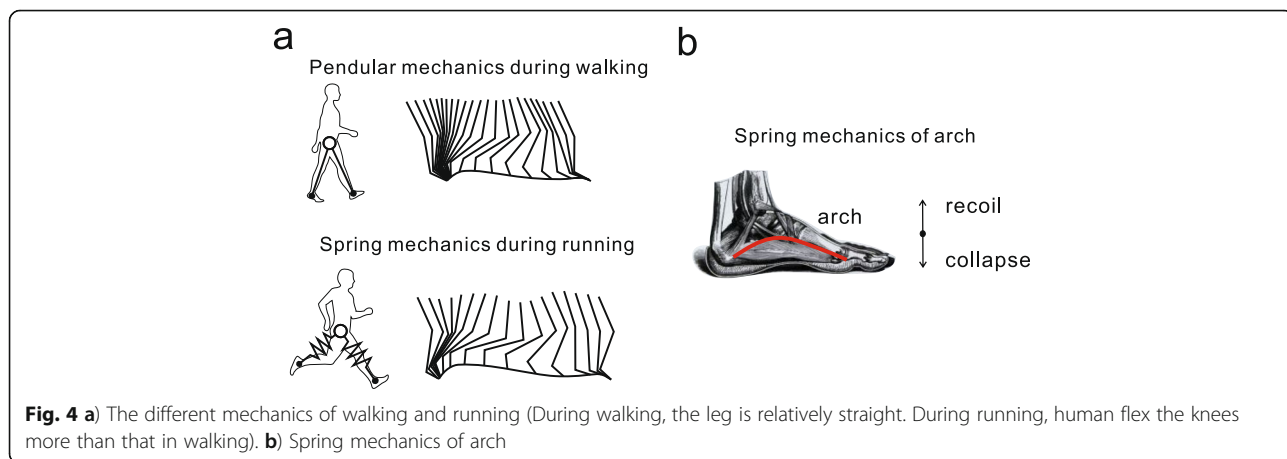 a
Pendular mechanics during walking
Spring mechanics during running
b
Spring mechanics of arch
arch
recoil
collapse
Fig. 4 a) The different mechanics of walking and running (During walking, the leg is relatively straight. During running, human flex the knees
more than that in walking). b) Spring mechanics of arch